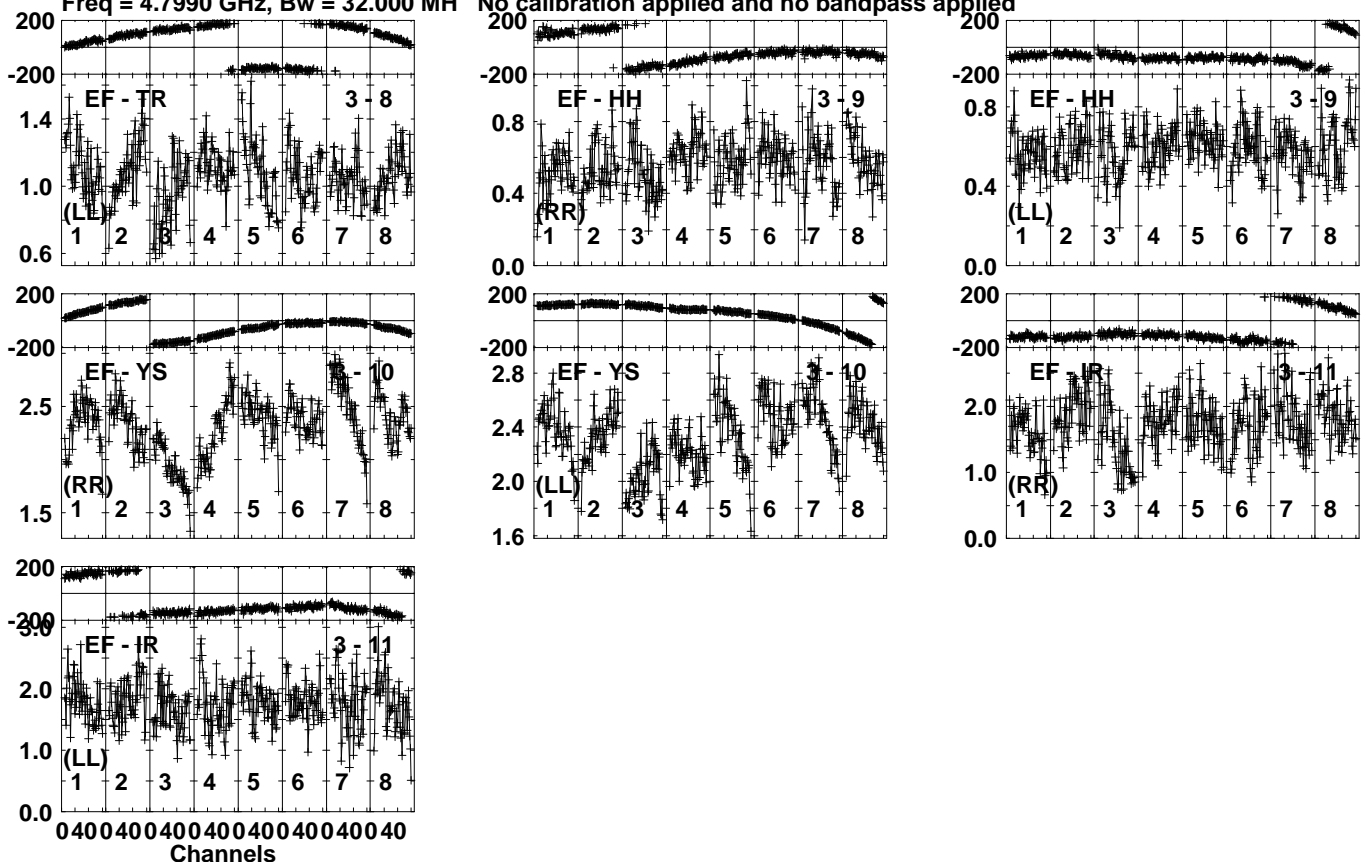 Freq = 4.7990 GHz, Bw = 32.000 MH No calibration applied and no bandpass applied
200
-200
EF - TR 3 - 8
1.4
1.0
0.6
(LL)
1 2 3 4 5 6 7 8
EF - HH 3 - 9
0.8
0.4
0.0
(RR)
1 2 3 4 5 6 7 8
200
-200
EF - HH 3 - 9
0.8
0.4
0.0
(LL)
1 2 3 4 5 6 7 8
200
-200
200
-200
EF - YS 3 - 10
2.5
1.5
(RR)
1 2 3 4 5 6 7 8
200
-200
EF - YS 3 - 10
2.8
2.4
2.0
1.6
(LL)
1 2 3 4 5 6 7 8
200
-200
EF - IR 3 - 11
2.0
1.0
0.0
(RR)
1 2 3 4 5 6 7 8
200
-200
EF - IR 3 - 11
3.0
2.0
1.0
0.0
(LL)
1 2 3 4 5 6 7 8
0 40 0 40 0 40 0 40 0 40 0 40 0 40 0 40
Channels